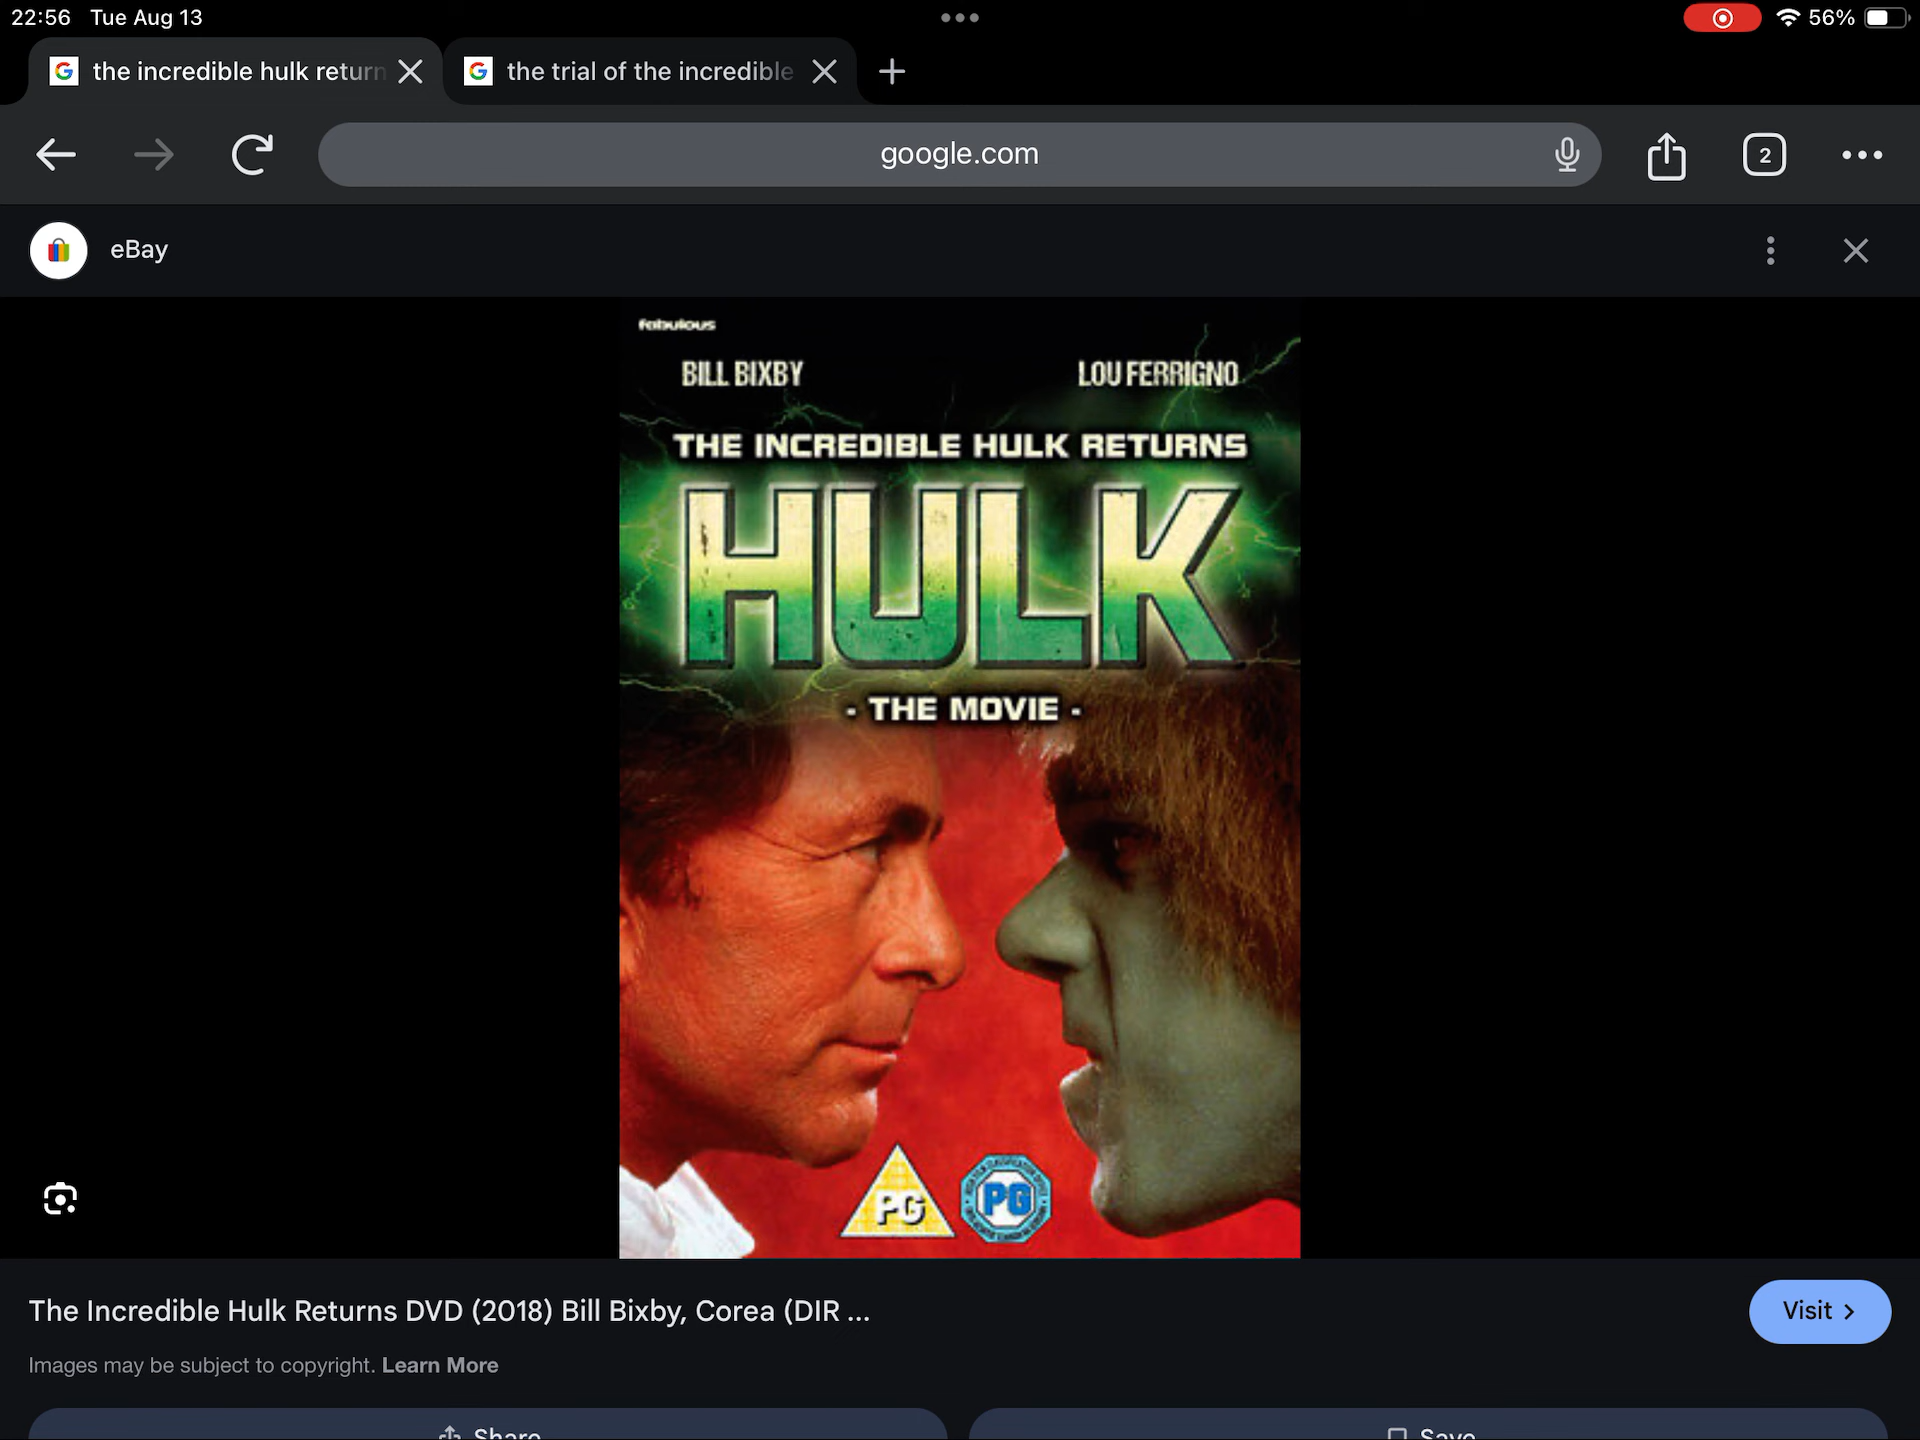 22:56 Tue Aug 13
56%
the incredible hulk return
the trial of the incredible
google.com
2
eBay
fabulous
BILL BIXBY
LOU FERRIGNO
THE INCREDIBLE HULK RETURNS
HULK
- THE MOVIE -
PG
PG
The Incredible Hulk Returns DVD (2018) Bill Bixby, Corea (DIR ...
Visit
Images may be subject to copyright. Learn More
Share
Save